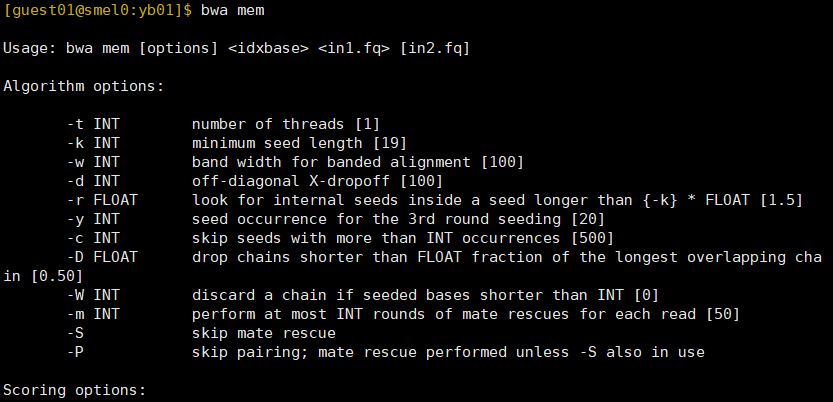 [guest01@smel0:yb01]$ bwa mem
Usage: bwa mem [options] <idxbase> <in1.fq> [in2.fq]
Algorithm options:
-t INT        number of threads [1]
-k INT        minimum seed length [19]
-w INT        band width for banded alignment [100]
-d INT        off-diagonal X-dropoff [100]
-r FLOAT      look for internal seeds inside a seed longer than {-k} * FLOAT [1.5]
-y INT        seed occurrence for the 3rd round seeding [20]
-c INT        skip seeds with more than INT occurrences [500]
-D FLOAT      drop chains shorter than FLOAT fraction of the longest overlapping cha
in [0.50]
-W INT        discard a chain if seeded bases shorter than INT [0]
-m INT        perform at most INT rounds of mate rescues for each read [50]
-S            skip mate rescue
-P            skip pairing; mate rescue performed unless -S also in use
Scoring options: